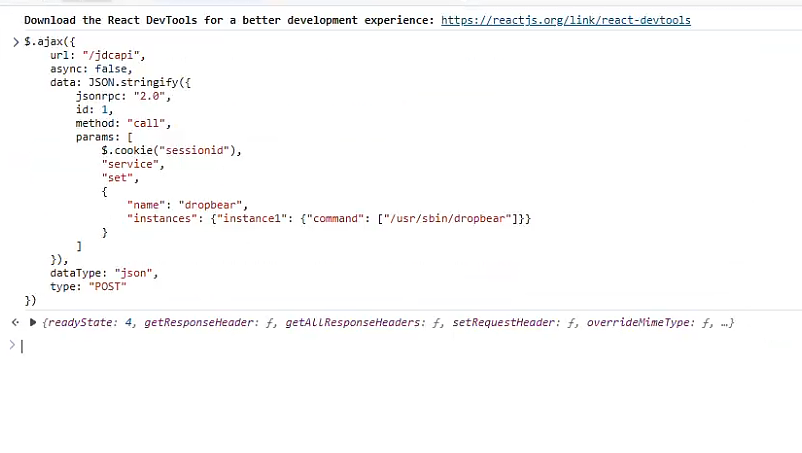 Download the React DevTools for a better development experience: https://reactjs.org/link/react-devtools
$.ajax({
    url: "/jdcapi",
    async: false,
    data: JSON.stringify({
        jsonrpc: "2.0",
        id: 1,
        method: "call",
        params: [
            $.cookie("sessionid"),
            "service",
            "set",
            {
                "name": "dropbear",
                "instances": {"instance1": {"command": ["/usr/sbin/dropbear"]}}
            }
        ]
    }),
    dataType: "json",
    type: "POST"
})
{readyState: 4, getResponseHeader: ƒ, getAllResponseHeaders: ƒ, setRequestHeader: ƒ, overrideMimeType: ƒ, …}